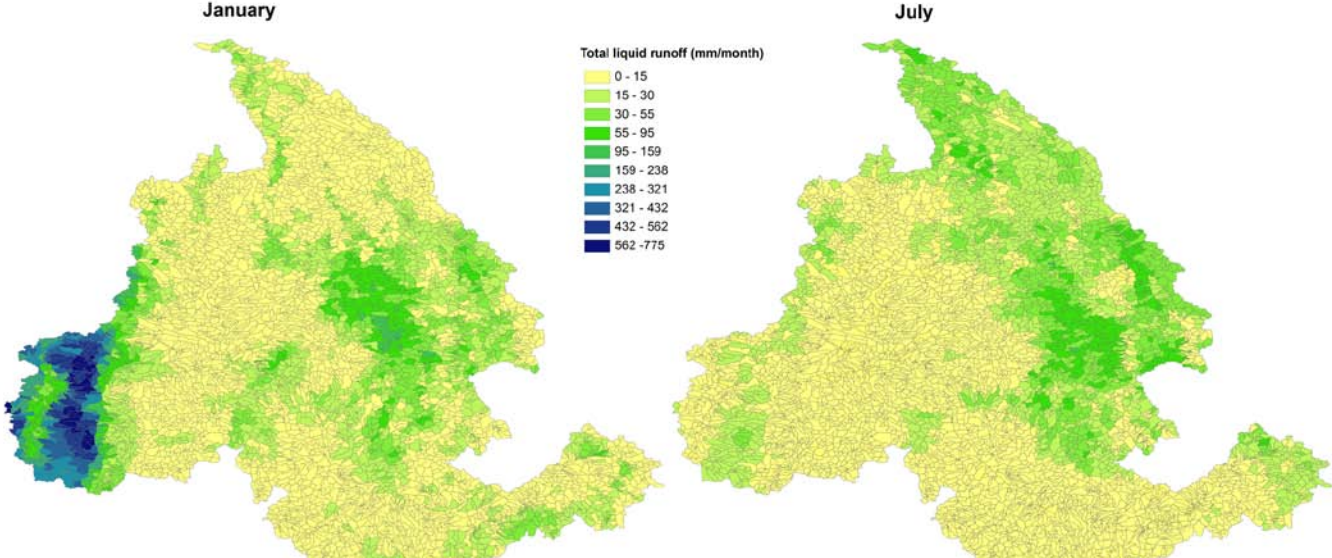 January
July
Total liquid runoff (mm/month)
0 - 15
15 - 30
30 - 55
55 - 95
95 - 159
159 - 238
238 - 321
321 - 432
432 - 562
562 -775